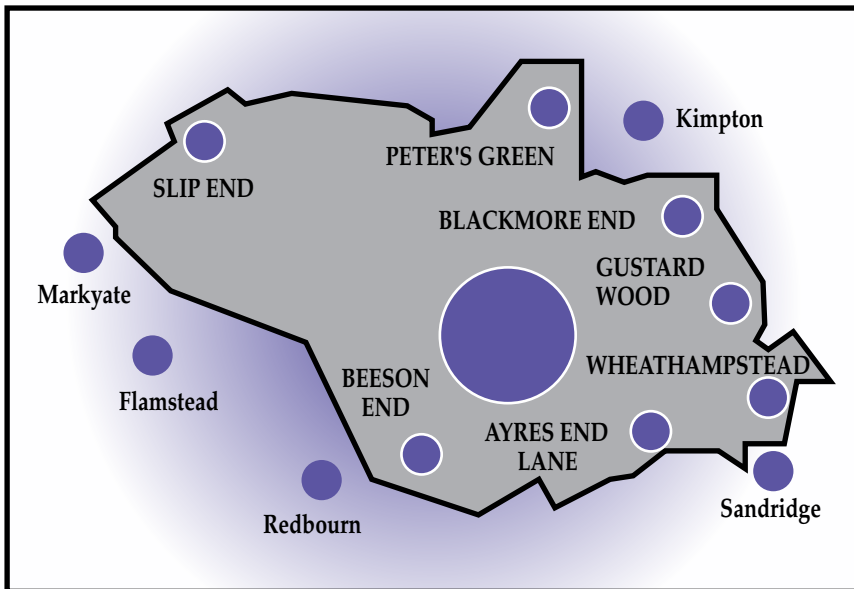 Kimpton
PETER'S GREEN
SLIP END
BLACKMORE END
GUSTARD
WOOD
Markyate
WHEATHAMPSTEAD
BEESON
END
Flamstead
AYRES END
LANE
Redbourn
Sandridge